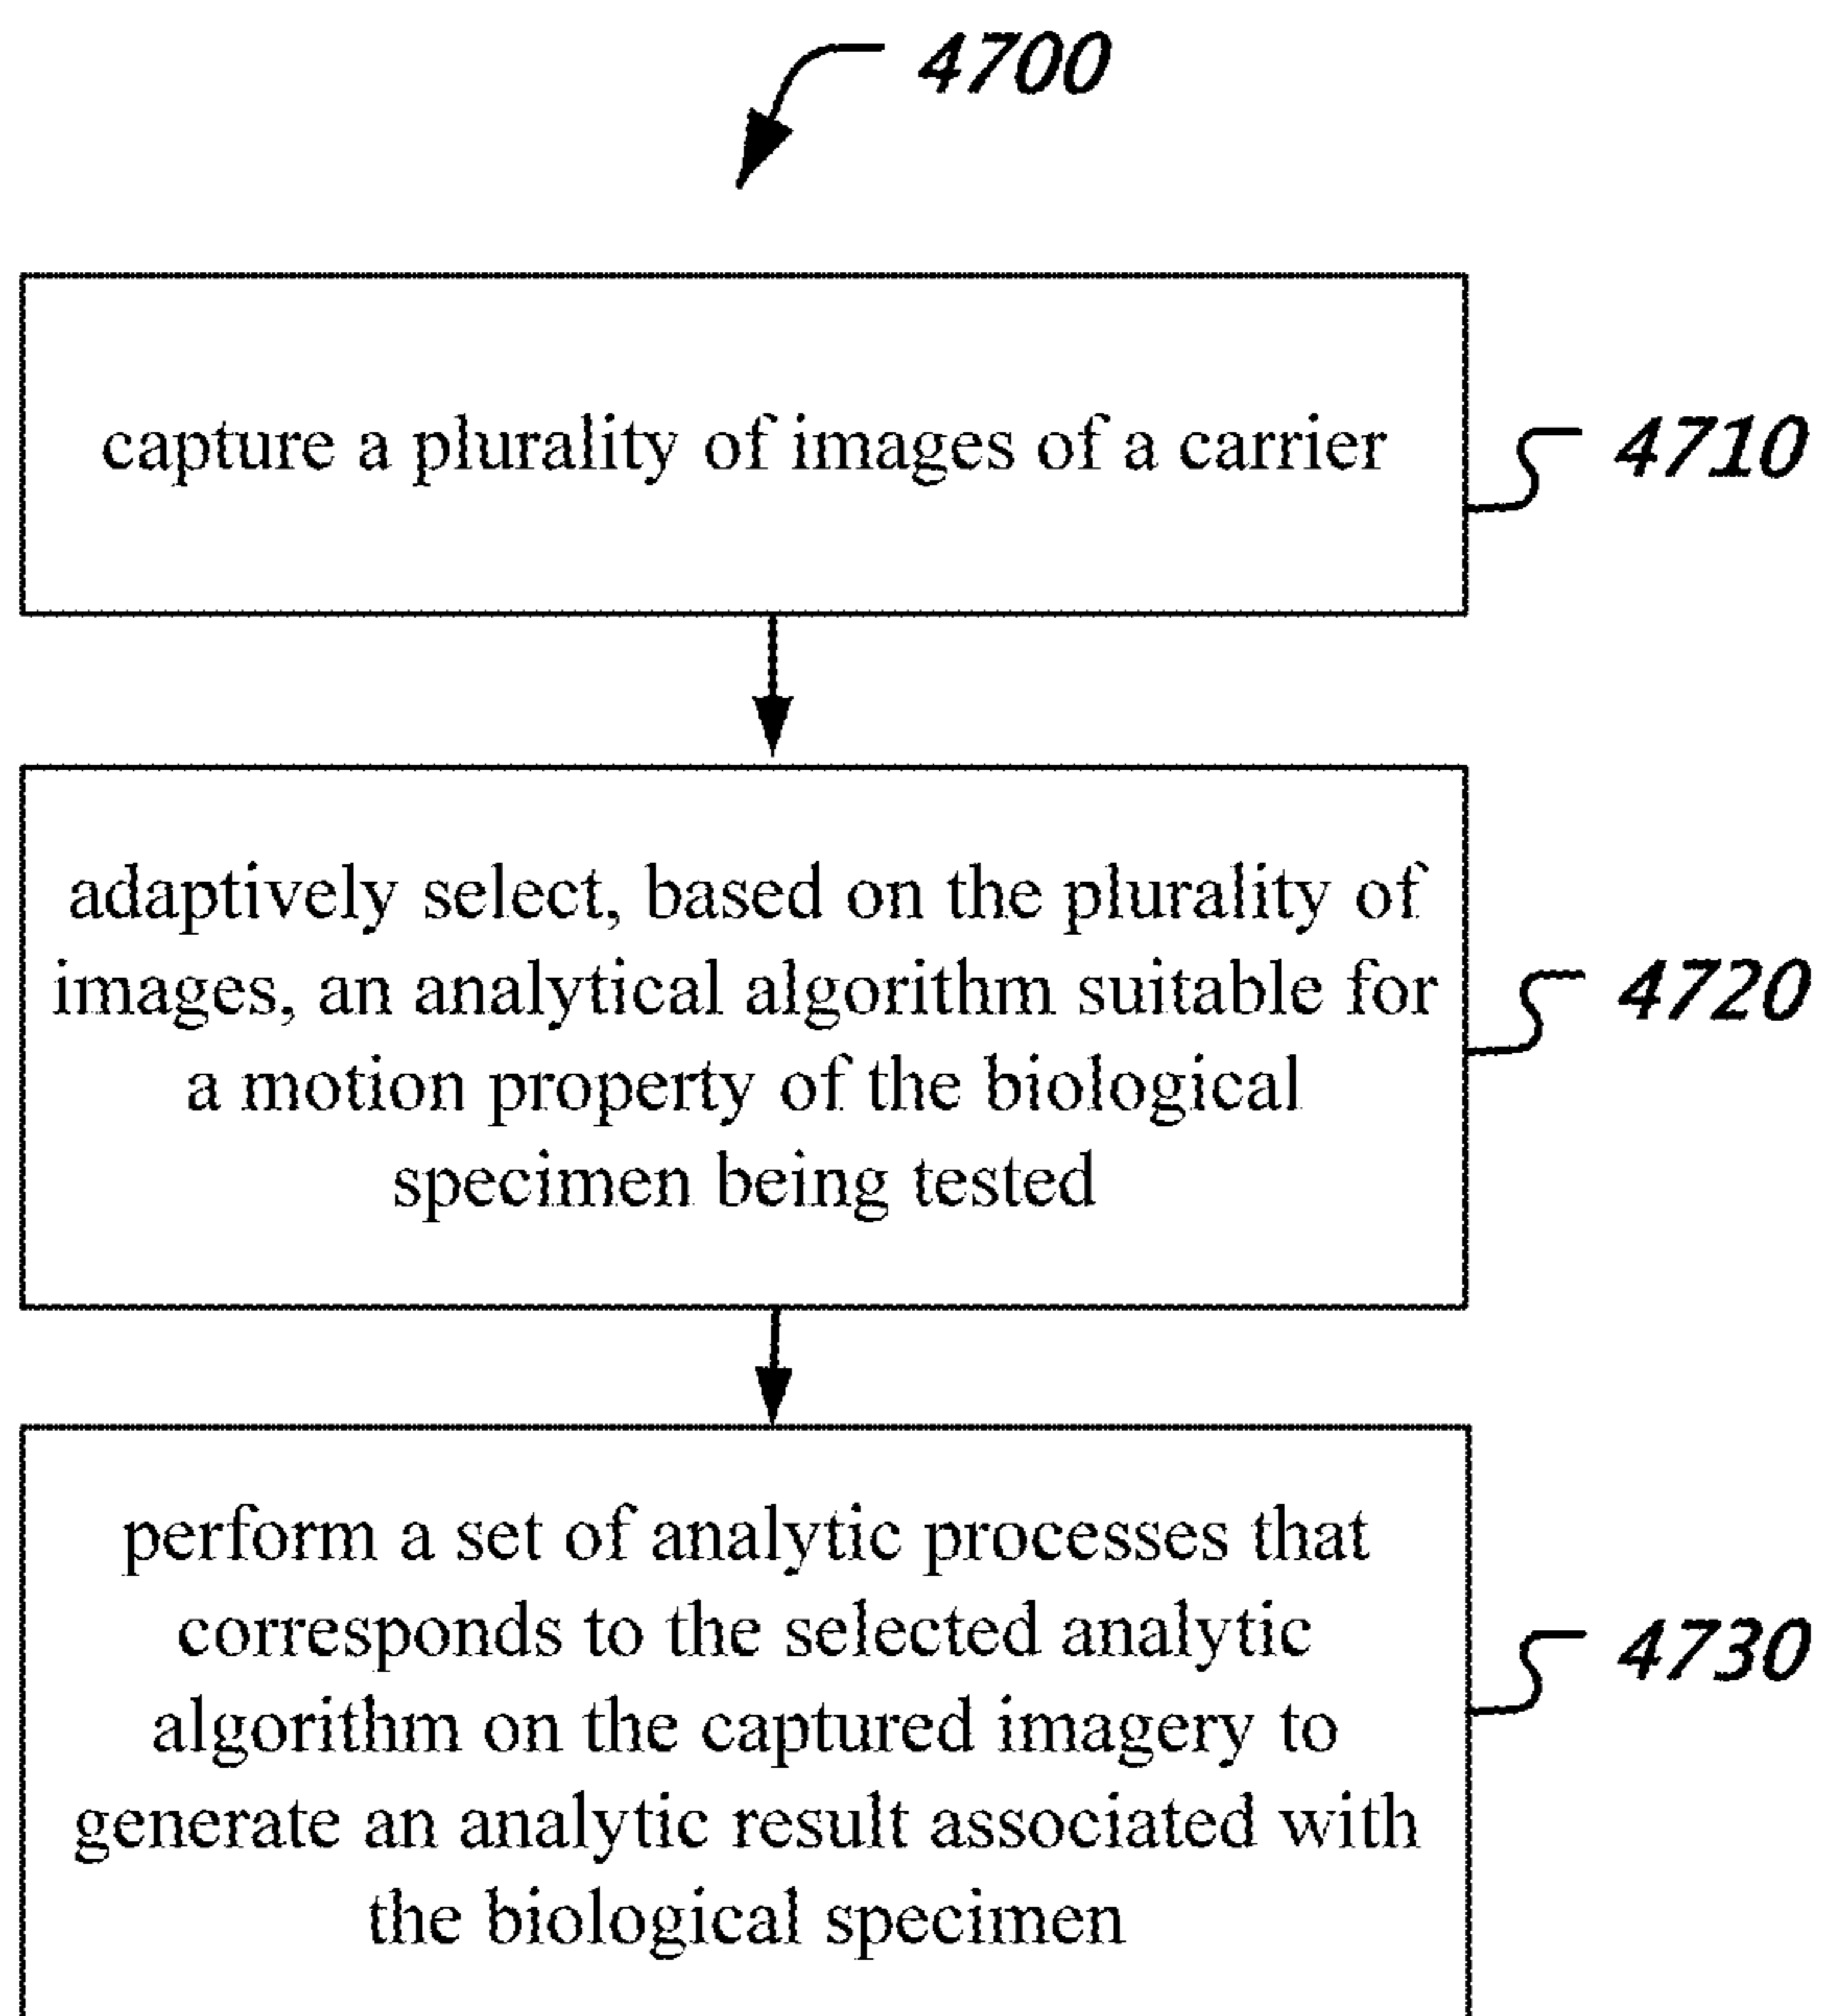 4700
capture a plurality of images of a carrier
4710
adaptively select, based on the plurality of
images, an analytical algorithm suitable for
a motion property of the biological
specimen being tested
4720
perform a set of analytic processes that
corresponds to the selected analytic
algorithm on the captured imagery to
generate an analytic result associated with
the biological specimen
4730